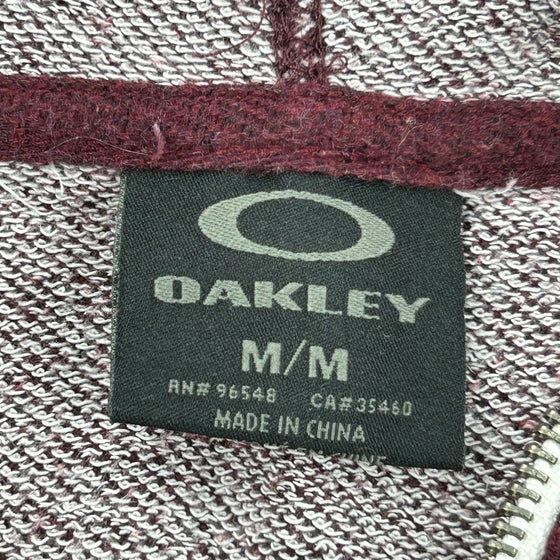 OAKLEY
M/M
RN# 96548 CA# 35460
MADE IN CHINA